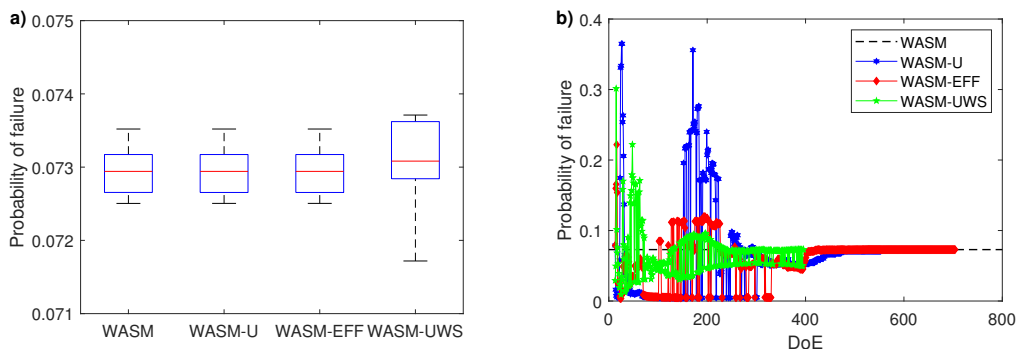 a)
Probability of failure
0.075
0.074
0.073
0.072
0.071
WASM
WASM-U
WASM-EFF
WASM-UWS
b)
Probability of failure
0.4
0.3
0.2
0.1
0
0
200
400
600
800
DoE
WASM
WASM-U
WASM-EFF
WASM-UWS